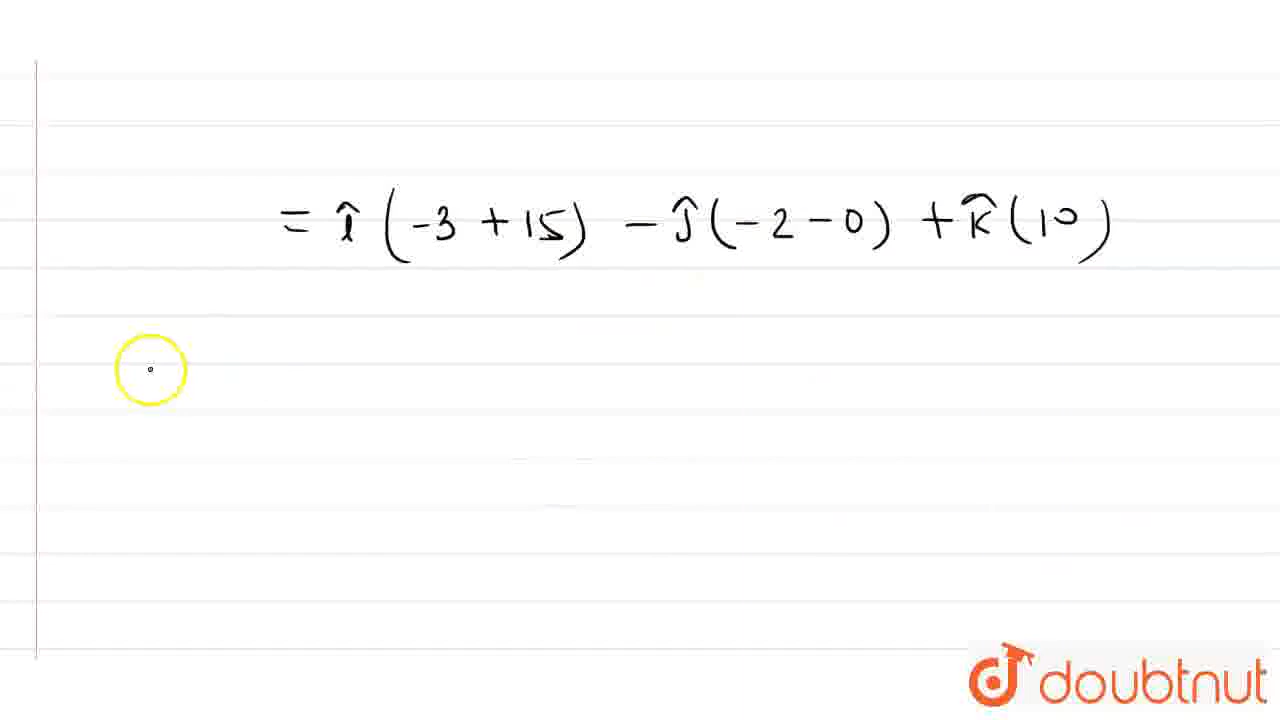 = î (-3 + 15) - ĵ (-2 - 0) + k̂ (10)
doubtnut